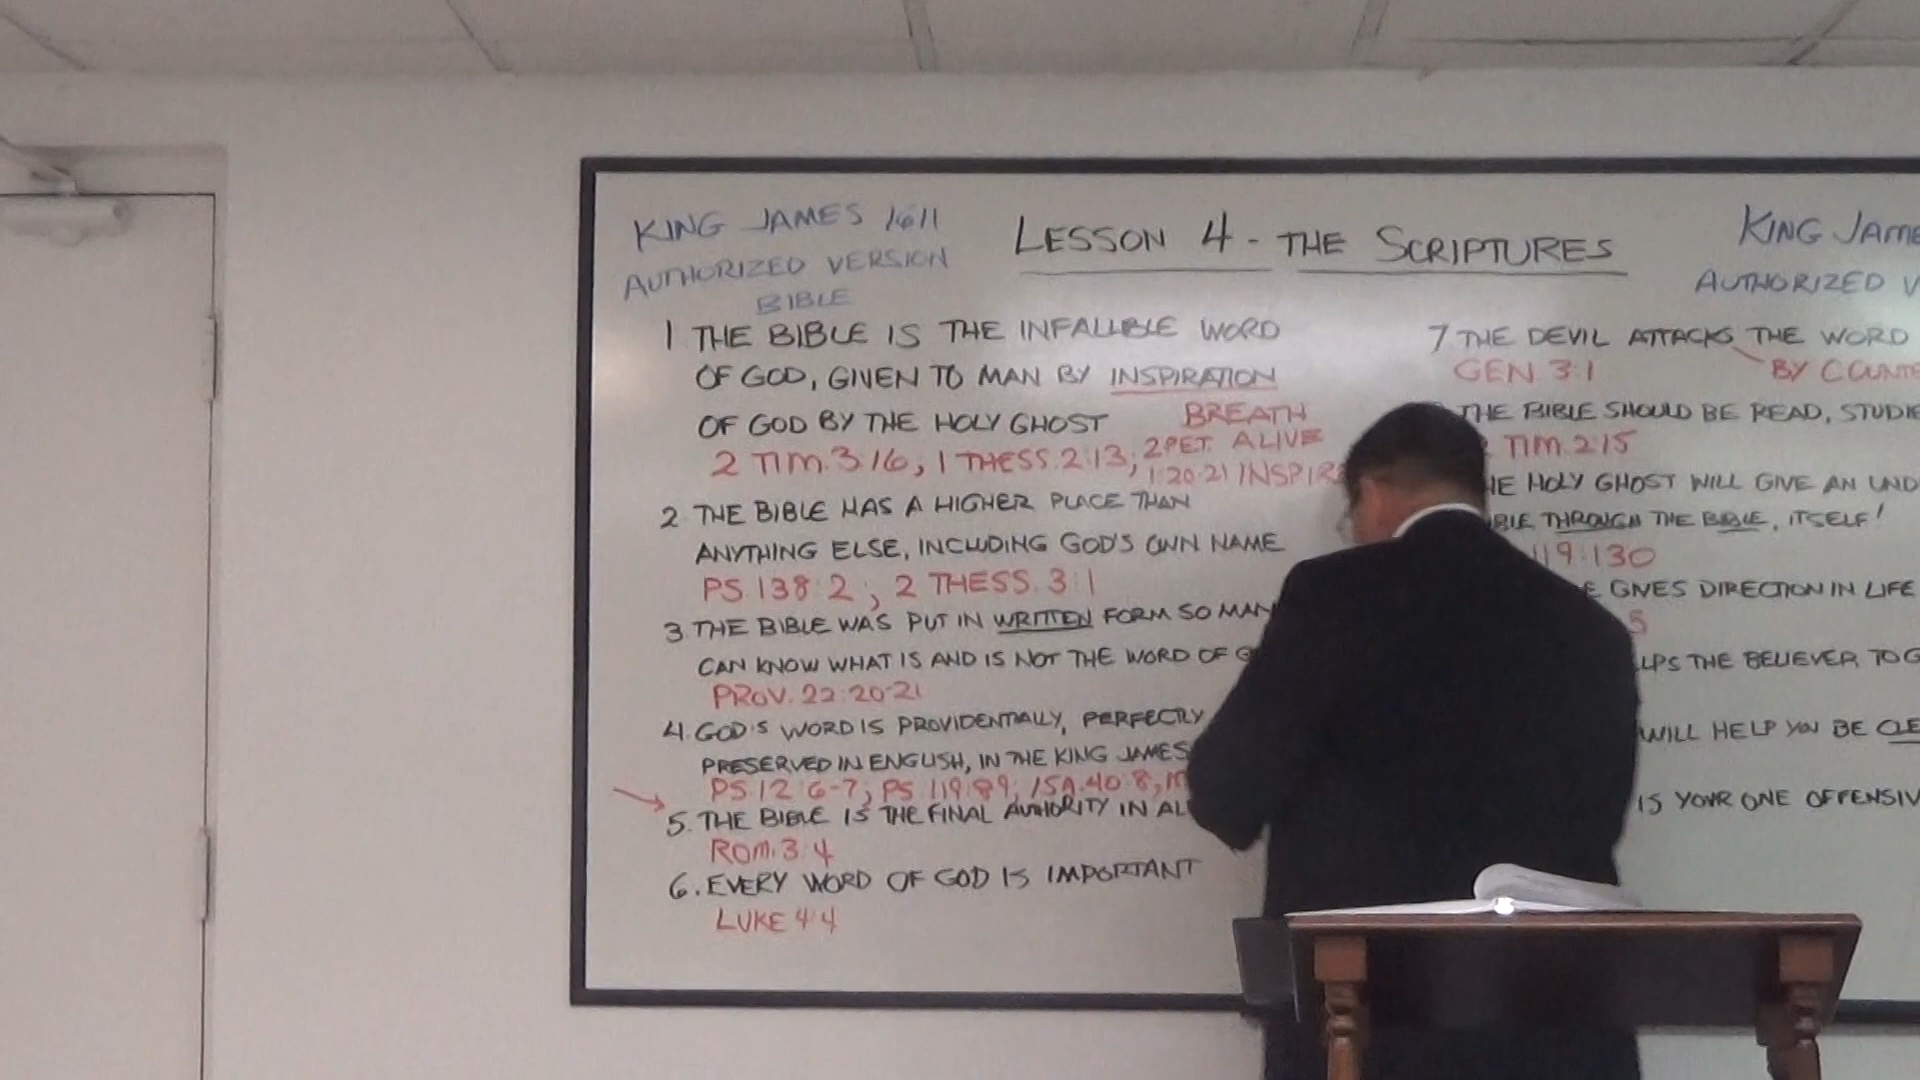 KING JAMES 1611
AUTHORIZED VERSION
BIBLE
LESSON 4 - THE SCRIPTURES
1 THE BIBLE IS THE INFALLIBLE WORD
OF GOD, GIVEN TO MAN BY INSPIRATION
OF GOD BY THE HOLY GHOST
BREATH
ALIVE
INSPIRE
2 TIM. 3:16, 1 THESS. 2:13; 2 PET.
1:20-21
2. THE BIBLE HAS A HIGHER PLACE THAN
ANYTHING ELSE, INCLUDING GOD'S OWN NAME
PS 138:2; 2 THESS. 3:1
3 THE BIBLE WAS PUT IN WRITTEN FORM SO MAN
CAN KNOW WHAT IS AND IS NOT THE WORD OF
PROV. 22:20-21
4. GOD'S WORD IS PROVIDENTIALLY, PERFECTLY
PRESERVED IN ENGLISH, IN THE KING JAMES
PS 12:6-7; PS 119:89; ISA. 40:8,
5. THE BIBLE IS THE FINAL AUTHORITY IN
ROM. 3:4
6. EVERY WORD OF GOD IS IMPORTANT
LUKE 4:4
KING JAME
AUTHORIZED V
7 THE DEVIL ATTACKS THE WORD
GEN 3:1
BY COUNTE
THE BIBLE SHOULD BE READ, STUDIE
TIM. 2:15
HE HOLY GHOST WILL GIVE AN UND
BLE THROUGH THE BIBLE, ITSELF!
119:130
E GIVES DIRECTION IN LIFE
5
LPS THE BELIEVER TO G
WILL HELP YOU BE CLE
IS YOUR ONE OFFENSIV